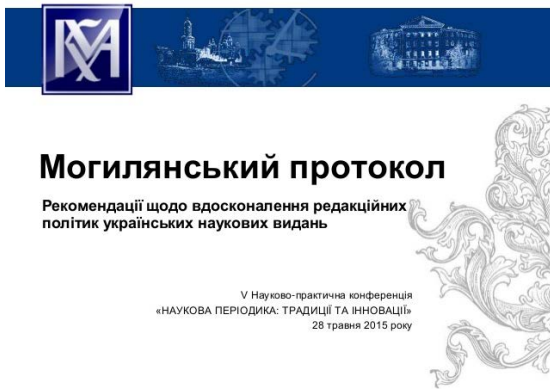 Могилянський протокол
Рекомендації щодо вдосконалення редакційних
політик українських наукових видань
V Науково-практична конференція
«НАУКОВА ПЕРІОДИКА: ТРАДИЦІЇ ТА ІННОВАЦІЇ»
28 травня 2015 року